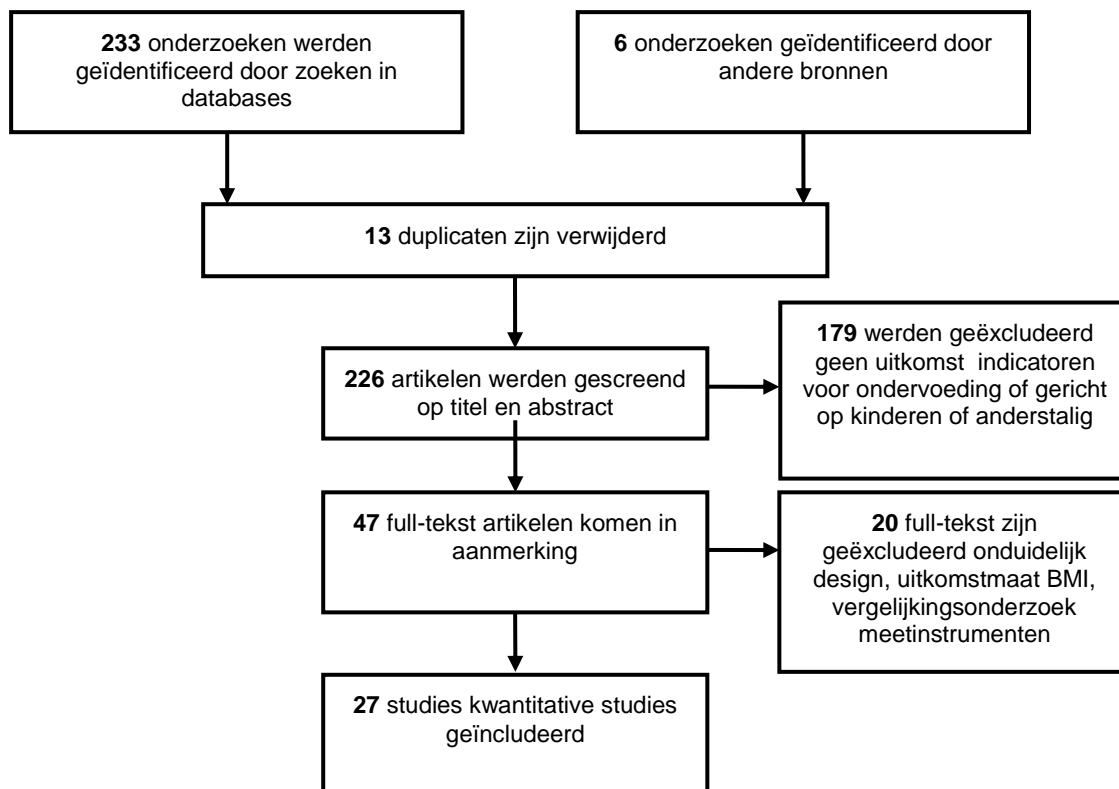 233 onderzoeken werden
geïdentificeerd door zoeken in
databases
6 onderzoeken geïdentificeerd door
andere bronnen
13 duplicaten zijn verwijderd
226 artikelen werden gescreend
op titel en abstract
179 werden geëxcludeerd
geen uitkomst indicatoren
voor ondervoeding of gericht
op kinderen of anderstalig
47 full-tekst artikelen komen in
aanmerking
20 full-tekst zijn
geëxcludeerd onduidelijk
design, uitkomstmaat BMI,
vergelijkingsonderzoek
meetinstrumenten
27 studies kwantitative studies
geïncludeerd